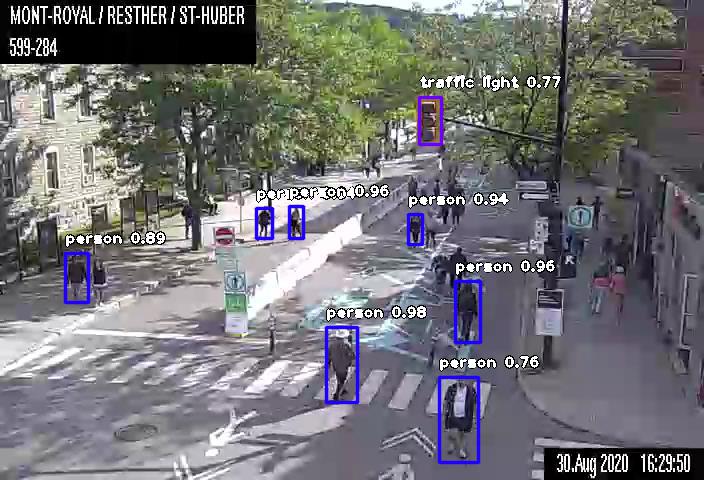 MONT-ROYAL / RESTHER / ST-HUBER
599-284
traffic light 0.77
person 0.96
person 0.94
person 0.89
person 0.96
person 0.98
person 0.76
R
30.Aug 2020 16:29:50